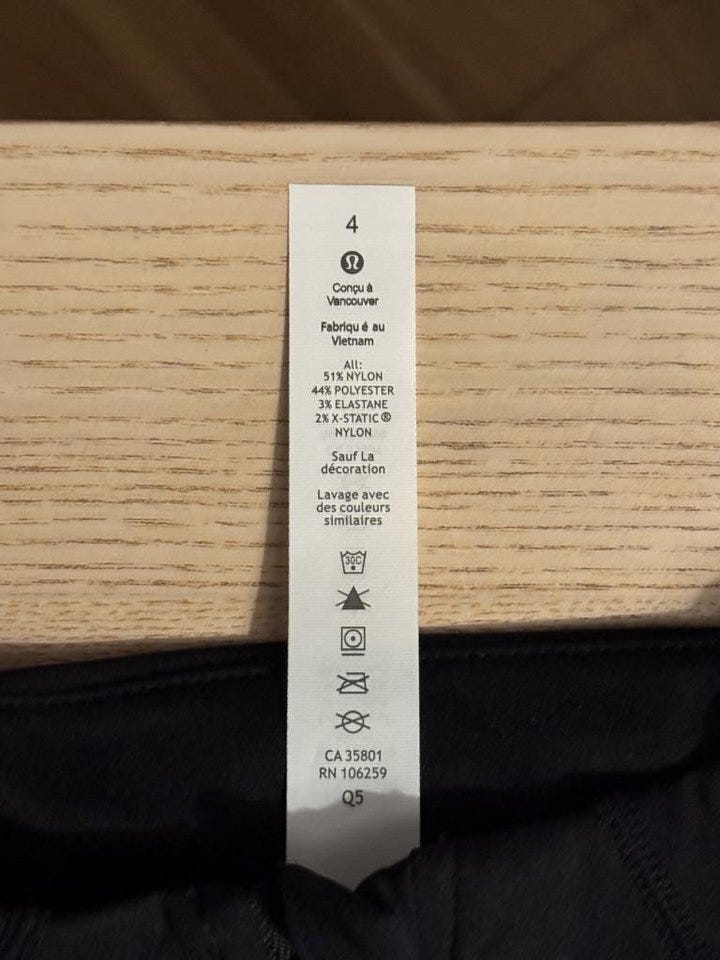 4
Conçu à
Vancouver
Fabriqu é au
Vietnam
All:
51% NYLON
44% POLYESTER
3% ELASTANE
2% X-STATIC®
NYLON
Sauf La
décoration
Lavage avec
des couleurs
similaires
30C
CA 35801
RN 106259
Q5